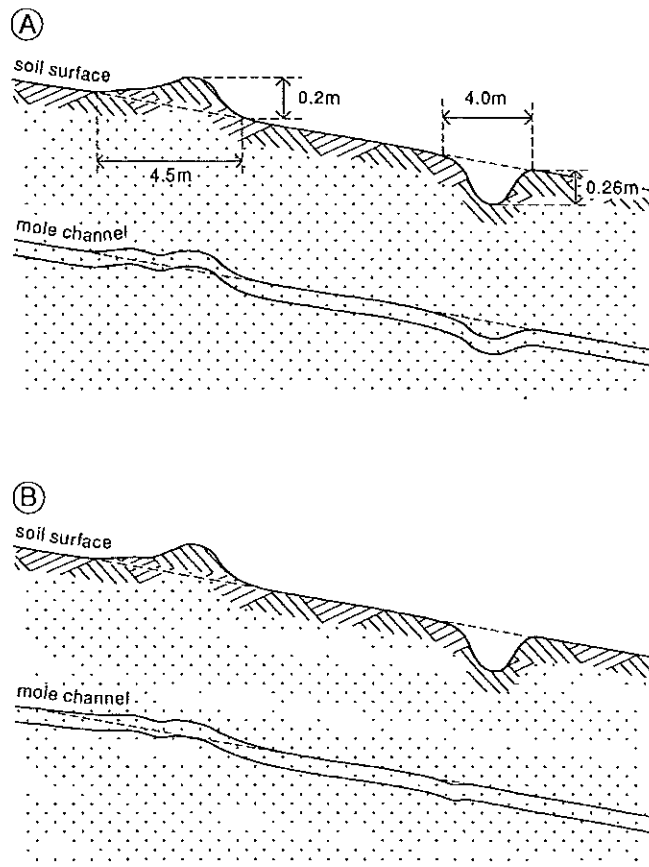 A
soil surface
0.2m
4.0m
4.5m
0.26m
mole channel
B
soil surface
mole channel